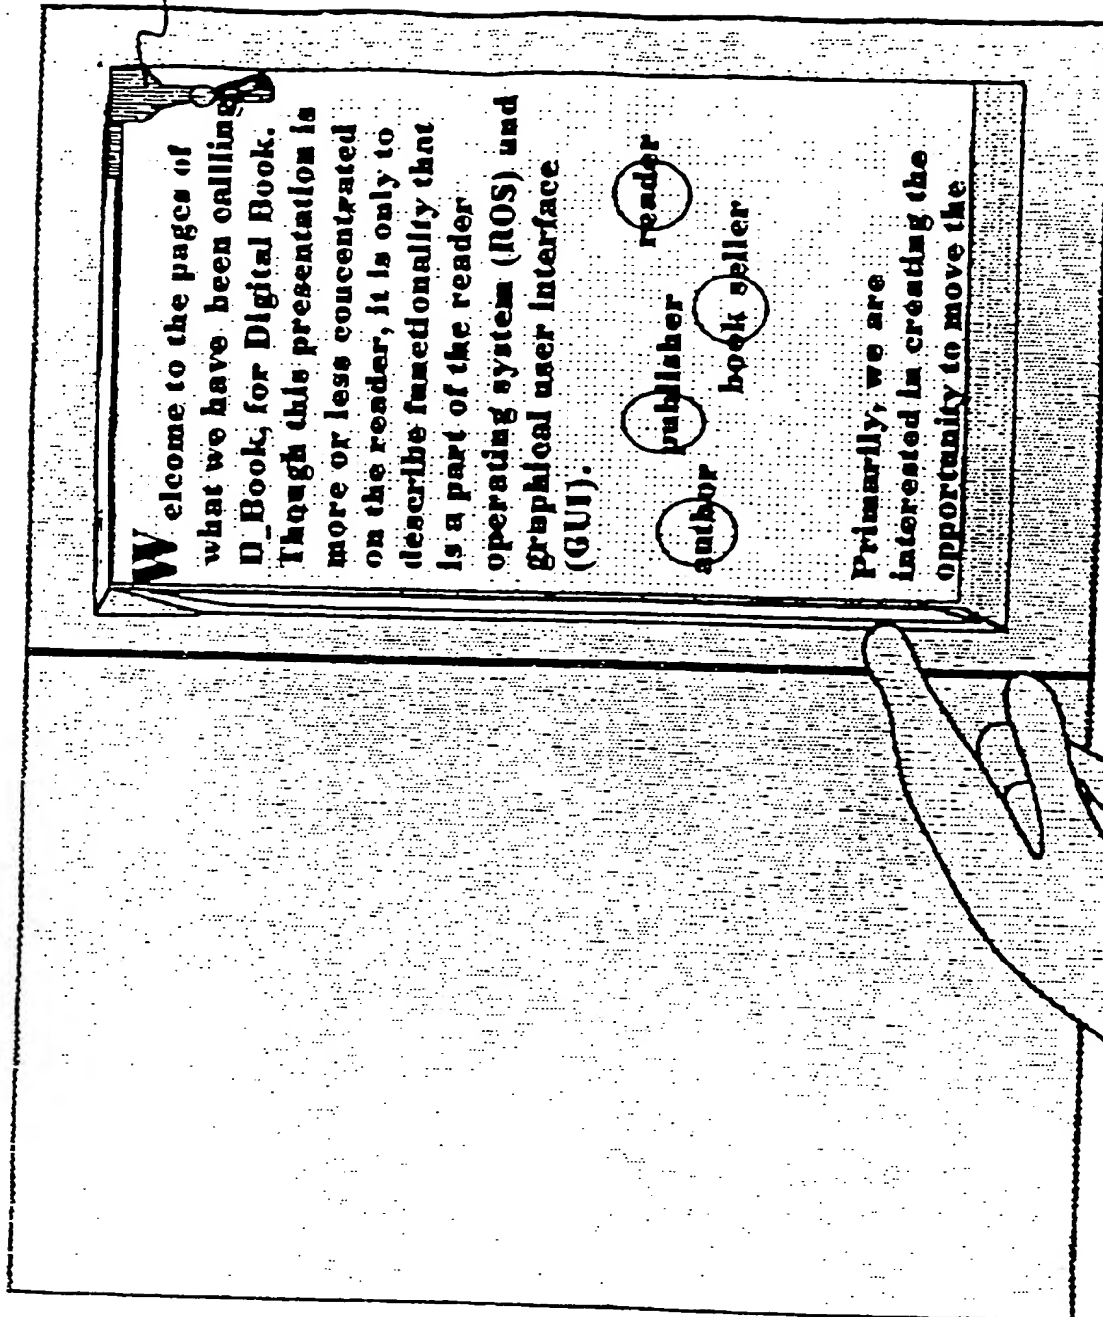 Welcome to the pages of
what we have been callling
D_Book, for Digital Book.
Though this presentation is
more or less concentrated
on the reader, it is only to
describe functionality that
is a part of the reader
operating system (ROS) und
graphical user interface
(GUI).
author publisher book seller reader
Primarily, we are
interested in creating the
opportunity to move the